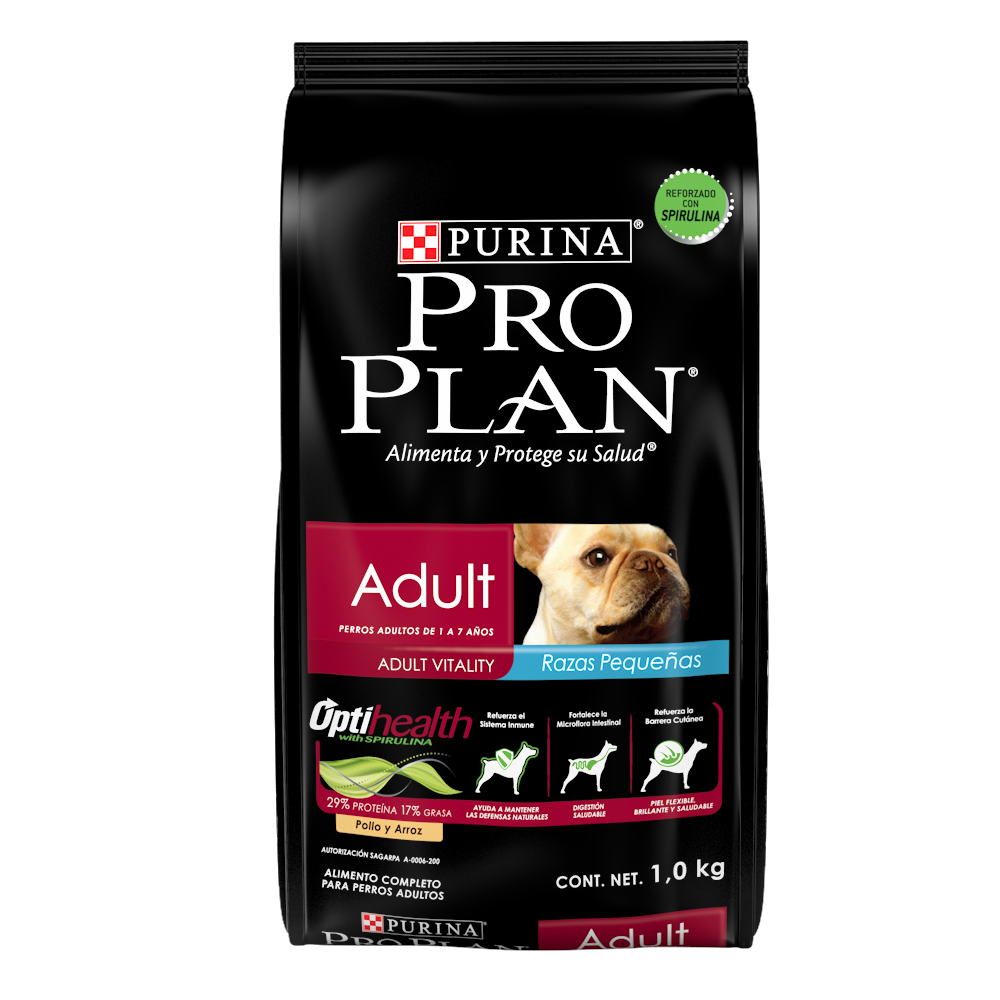 REFORZADO
CON
SPIRULINA
PURINA®
PRO
PLAN®
Alimenta y Protege su Salud®
Adult
PERROS ADULTOS DE 1 A 7 AÑOS
ADULT VITALITY
Razas Pequeñas
Optihealth
with SPIRULINA
Refuerza el
Sistema Inmune
Fortalece la
Microflora Intestinal
Refuerza la
Barrera Cutánea
29% PROTEÍNA 17% GRASA
AYUDA A MANTENER
LAS DEFENSAS NATURALES
DIGESTIÓN
SALUDABLE
PIEL FLEXIBLE,
BRILLANTE Y SALUDABLE
Pollo y Arroz
AUTORIZACIÓN SAGARPA A-0006-200
ALIMENTO COMPLETO
PARA PERROS ADULTOS
CONT. NET. 1,0 kg
PURINA
PRO PLAN
Adult